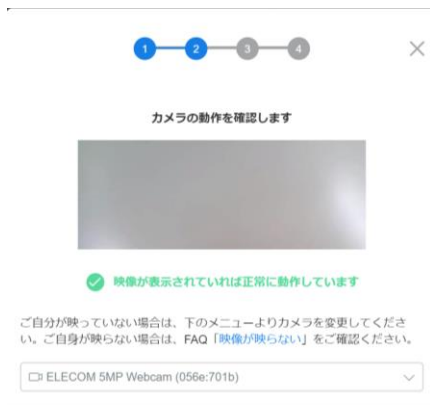 1 2 3 4
カメラの動作を確認します
映像が表示されていれば正常に動作しています
ご自分が映っていない場合は、下のメニューよりカメラを変更してくださ
い。ご自身が映らない場合は、FAQ「映像が映らない」をご確認ください。
ELECOM 5MP Webcam (056e:701b)